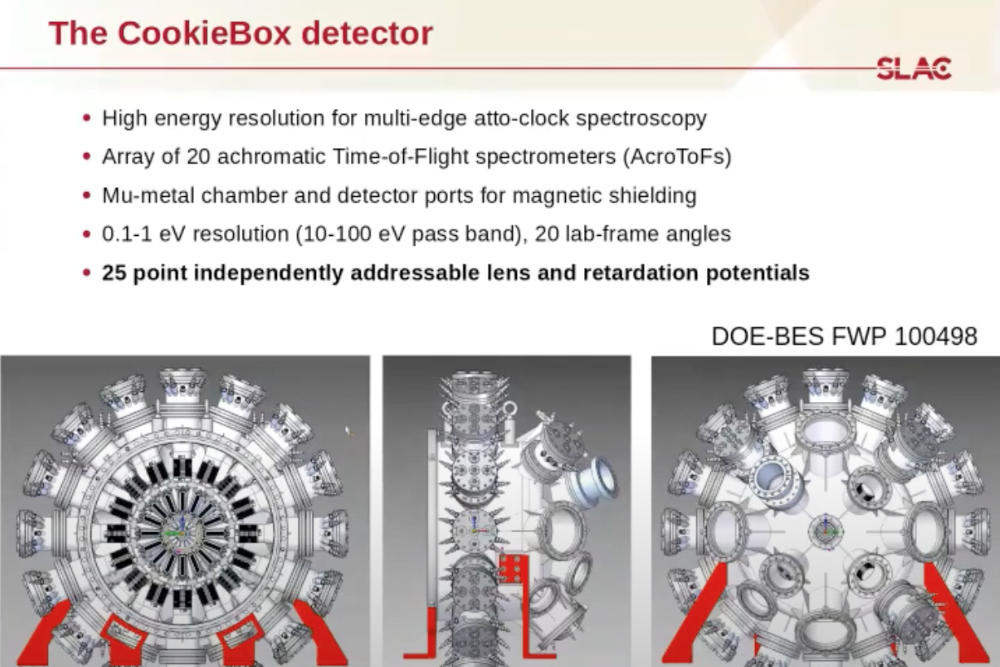 The CookieBox detector
SLAC
• High energy resolution for multi-edge atto-clock spectroscopy
• Array of 20 achromatic Time-of-Flight spectrometers (AcroToFs)
• Mu-metal chamber and detector ports for magnetic shielding
• 0.1-1 eV resolution (10-100 eV pass band), 20 lab-frame angles
• 25 point independently addressable lens and retardation potentials
DOE-BES FWP 100498